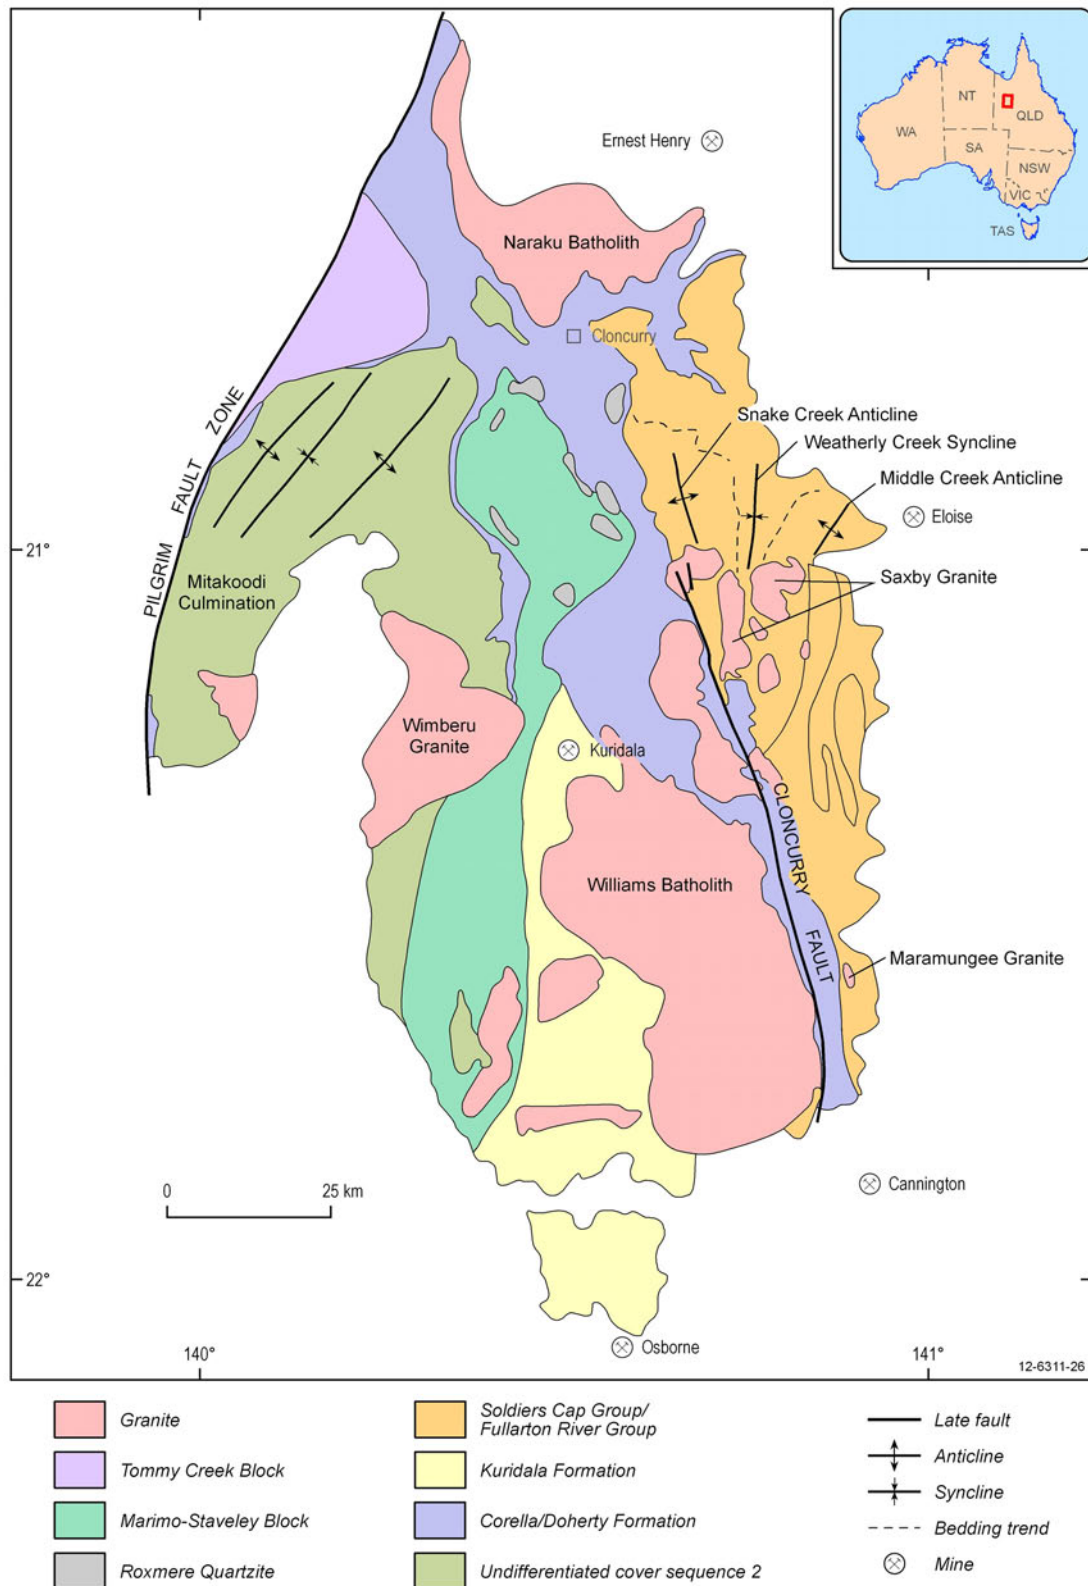 NT
QLD
WA
SA
NSW
VIC
TAS
Ernest Henry
Naraku Batholith
Cloncurry
PILGRIM FAULT ZONE
Snake Creek Anticline
Weatherly Creek Syncline
Middle Creek Anticline
Eloise
21°
Mitakoodi
Culmination
Saxby Granite
Wimberu
Granite
Kuridala
CLONCURRY FAULT
Williams Batholith
Maramungee Granite
0
25 km
Cannington
22°
Osborne
140°
141°
12-6311-26
Granite
Tommy Creek Block
Marimo-Staveley Block
Roxmere Quartzite
Soldiers Cap Group/
Fullarton River Group
Kuridala Formation
Corella/Doherty Formation
Undifferentiated cover sequence 2
Late fault
Anticline
Syncline
Bedding trend
Mine